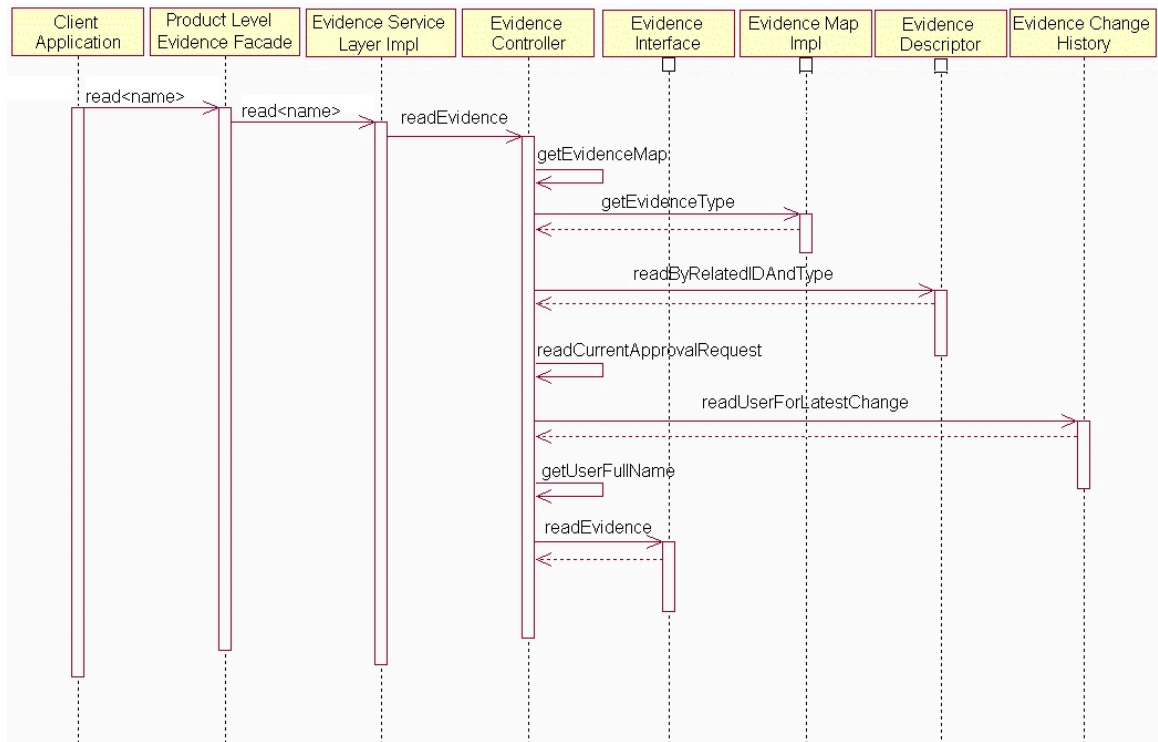 Client
Application
Product Level
Evidence Facade
Evidence Service
Layer Impl
Evidence
Controller
Evidence
Interface
Evidence Map
Impl
Evidence
Descriptor
Evidence Change
History
read<name>
read<name>
readEvidence
getEvidenceMap
getEvidenceType
readByRelatedIDAndType
readCurrentApprovalRequest
readUserForLatestChange
getUserFullName
readEvidence